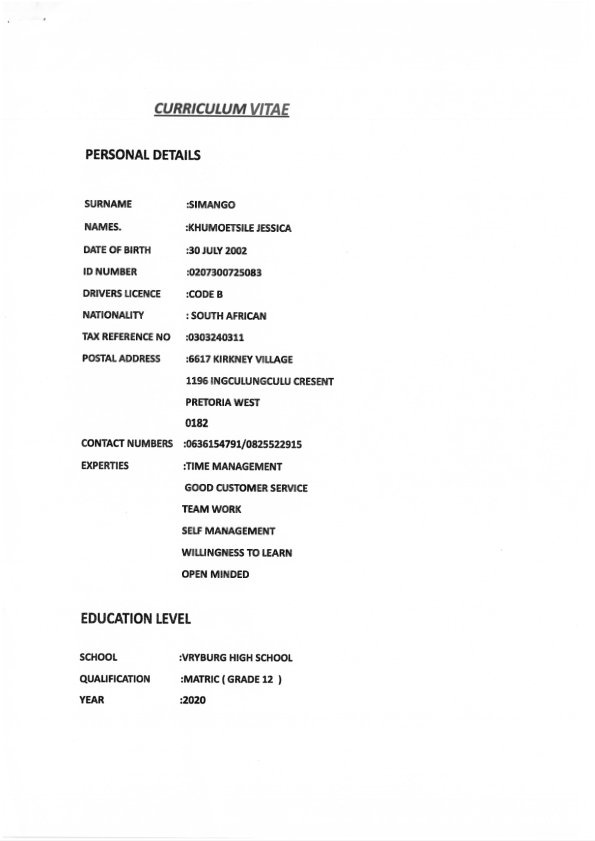 CURRICULUM VITAE
PERSONAL DETAILS
SURNAME :SIMANGO
NAMES. :KHUMOETSILE JESSICA
DATE OF BIRTH :30 JULY 2002
ID NUMBER :0207300725083
DRIVERS LICENCE :CODE B
NATIONALITY : SOUTH AFRICAN
TAX REFERENCE NO :0303240311
POSTAL ADDRESS :6617 KIRKNEY VILLAGE
1196 INGCULUNGCULU CRESENT
PRETORIA WEST
0182
CONTACT NUMBERS :0636154791/0825522915
EXPERTIES :TIME MANAGEMENT
GOOD CUSTOMER SERVICE
TEAM WORK
SELF MANAGEMENT
WILLINGNESS TO LEARN
OPEN MINDED
EDUCATION LEVEL
SCHOOL :VRYBURG HIGH SCHOOL
QUALIFICATION :MATRIC ( GRADE 12 )
YEAR :2020